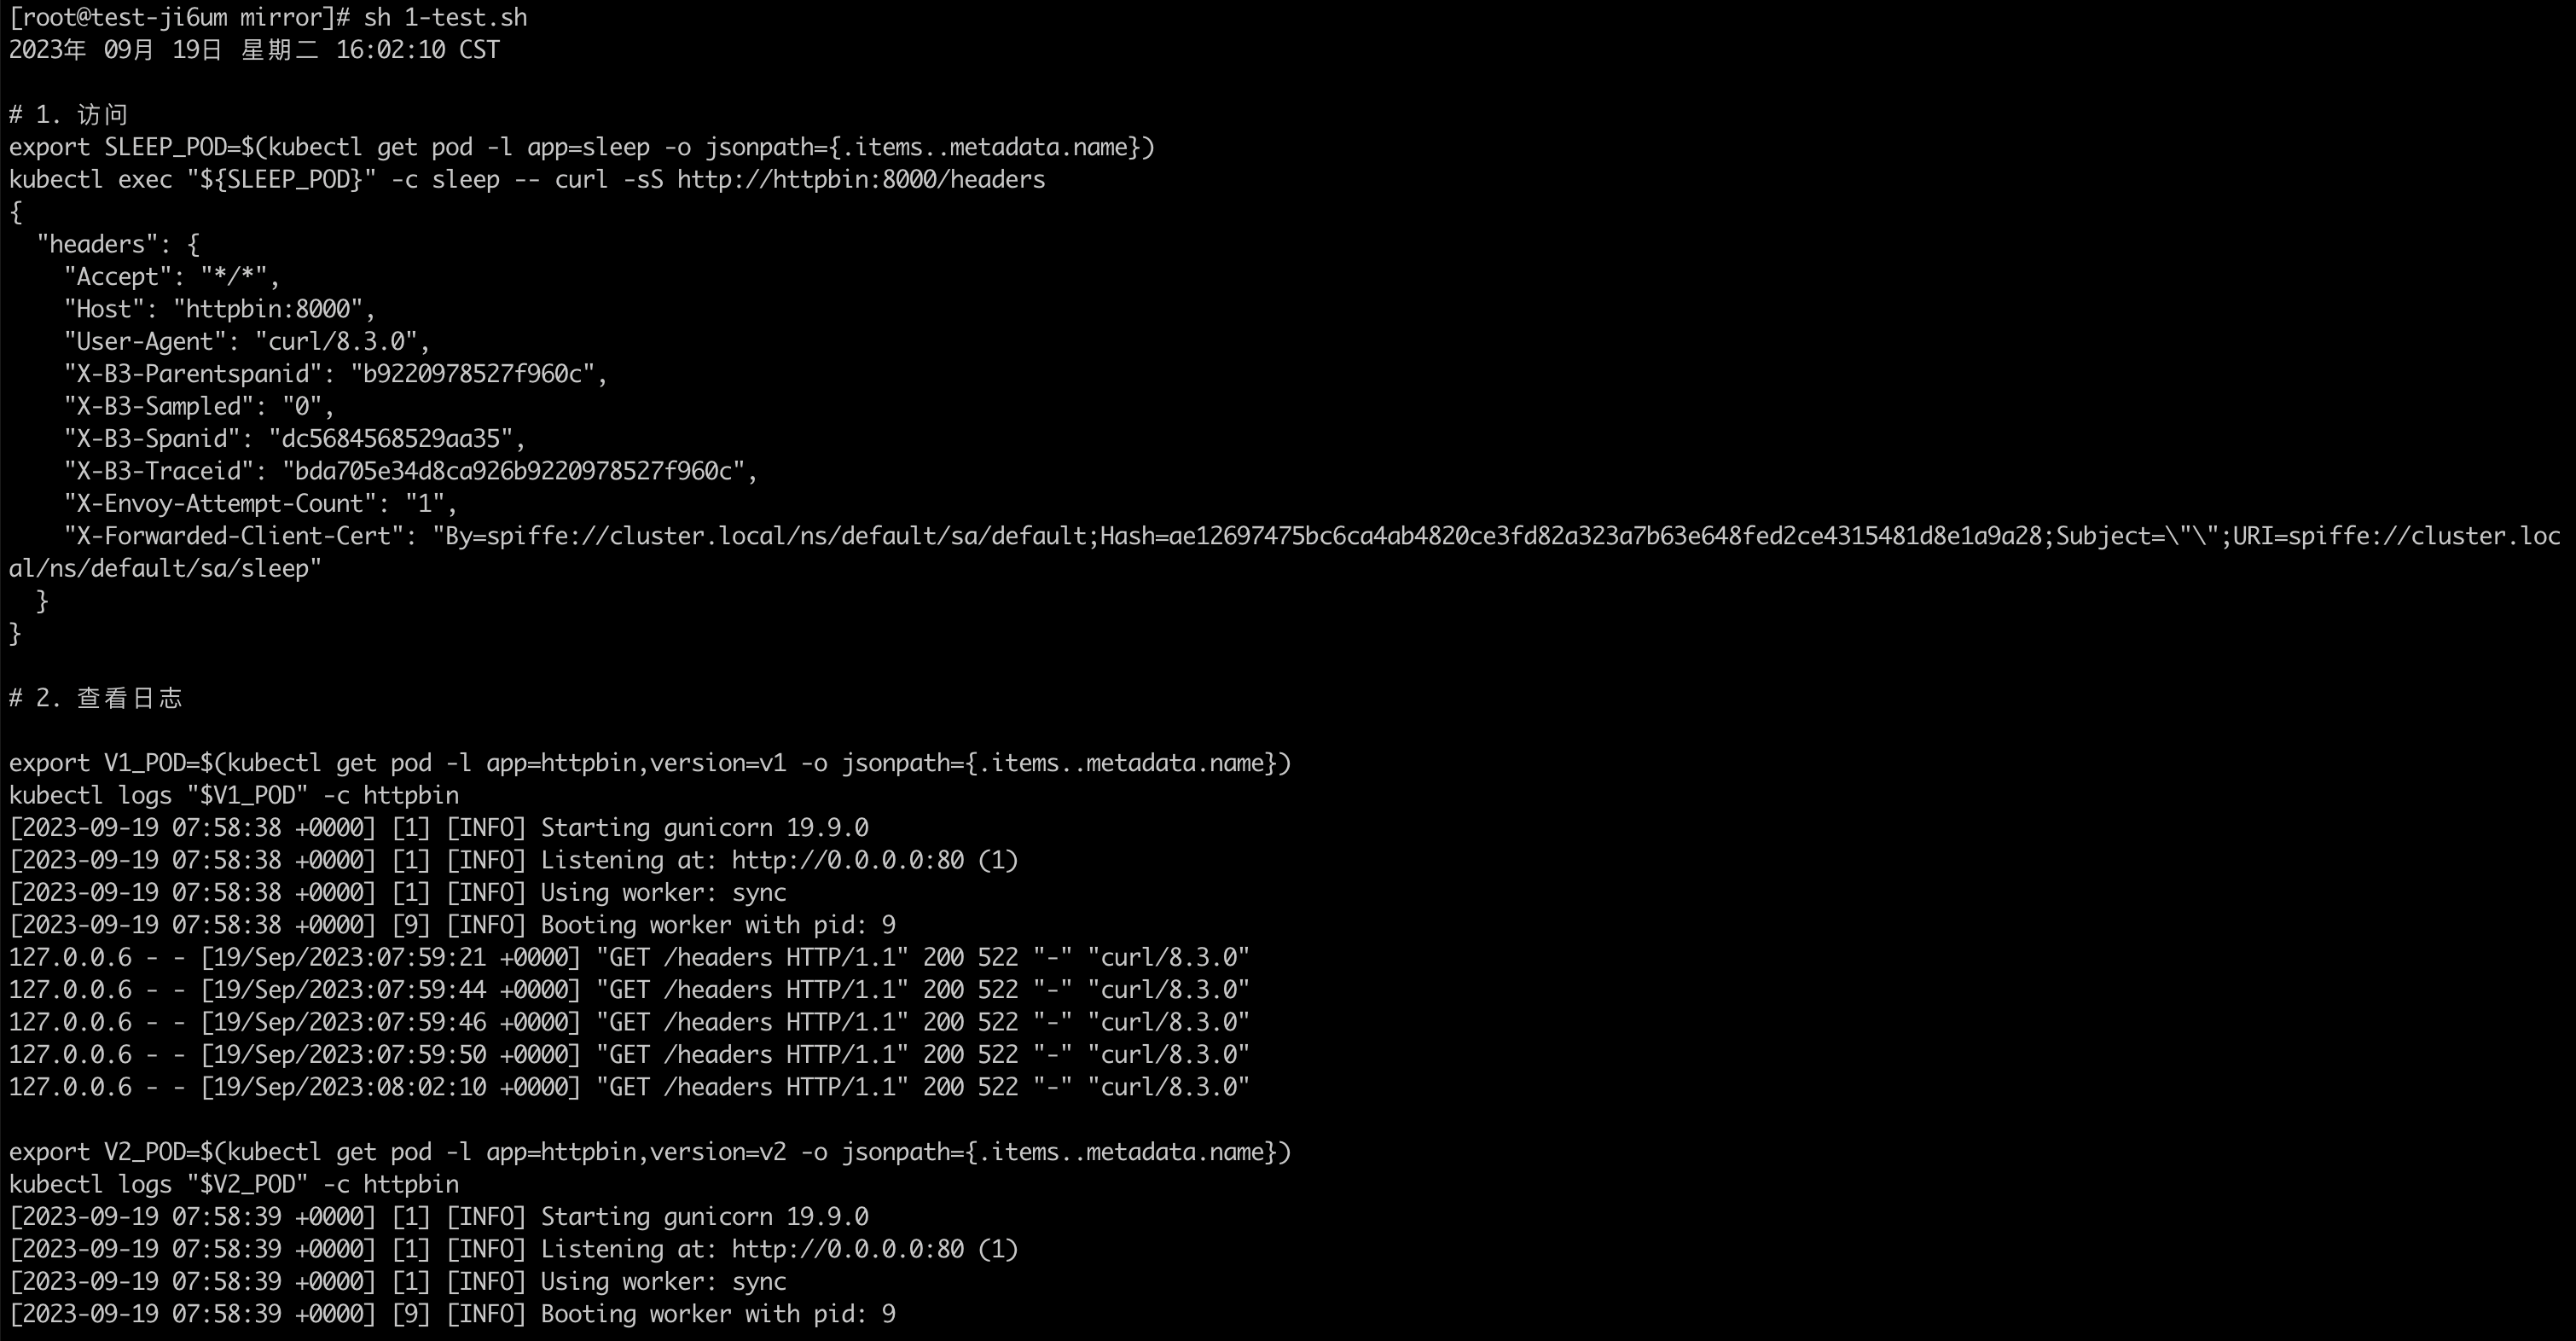 [root@test-ji6um mirror]# sh 1-test.sh
2023年 09月 19日 星期二 16:02:10 CST
# 1. 访问
export SLEEP_POD=$(kubectl get pod -l app=sleep -o jsonpath={.items..metadata.name})
kubectl exec "${SLEEP_POD}" -c sleep -- curl -sS http://httpbin:8000/headers
{
  "headers": {
    "Accept": "*/*",
    "Host": "httpbin:8000",
    "User-Agent": "curl/8.3.0",
    "X-B3-Parentspanid": "b9220978527f960c",
    "X-B3-Sampled": "0",
    "X-B3-Spanid": "dc5684568529aa35",
    "X-B3-Traceid": "bda705e34d8ca926b9220978527f960c",
    "X-Envoy-Attempt-Count": "1",
    "X-Forwarded-Client-Cert": "By=spiffe://cluster.local/ns/default/sa/default;Hash=ae12697475bc6ca4ab4820ce3fd82a323a7b63e648fed2ce4315481d8e1a9a28;Subject=\"\";URI=spiffe://cluster.loc
al/ns/default/sa/sleep"
  }
}
# 2. 查看日志
export V1_POD=$(kubectl get pod -l app=httpbin,version=v1 -o jsonpath={.items..metadata.name})
kubectl logs "$V1_POD" -c httpbin
[2023-09-19 07:58:38 +0000] [1] [INFO] Starting gunicorn 19.9.0
[2023-09-19 07:58:38 +0000] [1] [INFO] Listening at: http://0.0.0.0:80 (1)
[2023-09-19 07:58:38 +0000] [1] [INFO] Using worker: sync
[2023-09-19 07:58:38 +0000] [9] [INFO] Booting worker with pid: 9
127.0.0.6 - - [19/Sep/2023:07:59:21 +0000] "GET /headers HTTP/1.1" 200 522 "-" "curl/8.3.0"
127.0.0.6 - - [19/Sep/2023:07:59:44 +0000] "GET /headers HTTP/1.1" 200 522 "-" "curl/8.3.0"
127.0.0.6 - - [19/Sep/2023:07:59:46 +0000] "GET /headers HTTP/1.1" 200 522 "-" "curl/8.3.0"
127.0.0.6 - - [19/Sep/2023:07:59:50 +0000] "GET /headers HTTP/1.1" 200 522 "-" "curl/8.3.0"
127.0.0.6 - - [19/Sep/2023:08:02:10 +0000] "GET /headers HTTP/1.1" 200 522 "-" "curl/8.3.0"
export V2_POD=$(kubectl get pod -l app=httpbin,version=v2 -o jsonpath={.items..metadata.name})
kubectl logs "$V2_POD" -c httpbin
[2023-09-19 07:58:39 +0000] [1] [INFO] Starting gunicorn 19.9.0
[2023-09-19 07:58:39 +0000] [1] [INFO] Listening at: http://0.0.0.0:80 (1)
[2023-09-19 07:58:39 +0000] [1] [INFO] Using worker: sync
[2023-09-19 07:58:39 +0000] [9] [INFO] Booting worker with pid: 9